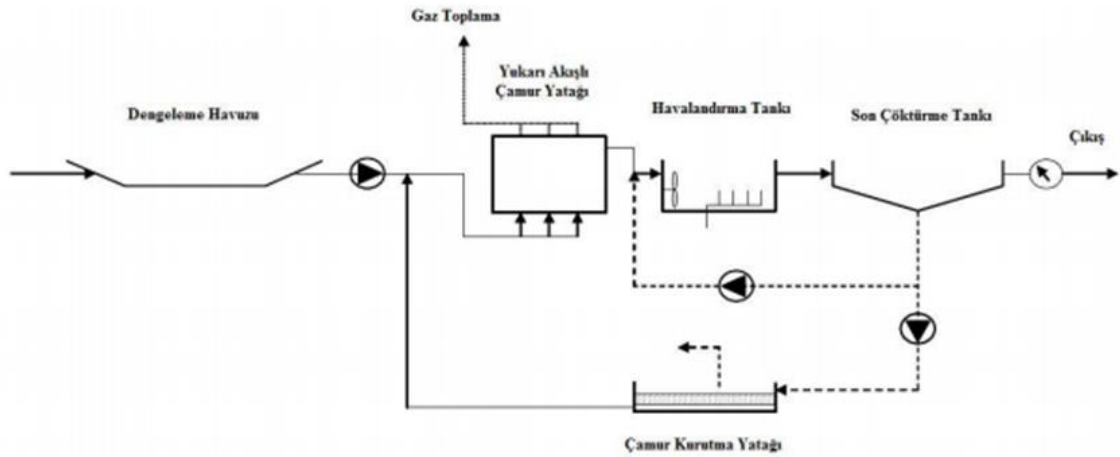 Gaz Toplama
Yukarı Akışlı
Çamur Yatağı
Dengeleme Havuzu
Havalandırma Tankı
Son Çöktürme Tankı
Çıkış
Çamur Kurutma Yatağı